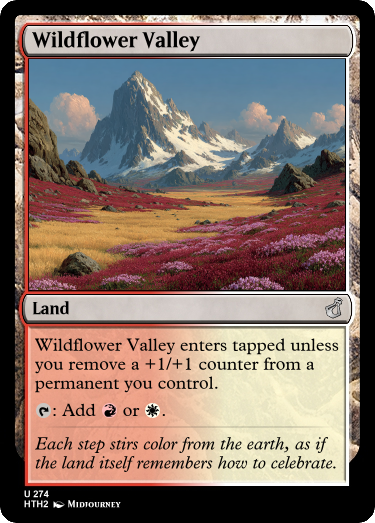 Wildflower Valley
Land
Wildflower Valley enters tapped unless
you remove a +1/+1 counter from a
permanent you control.
: Add or .
Each step stirs color from the earth, as if
the land itself remembers how to celebrate.
U 274
HTH2 Midjourney